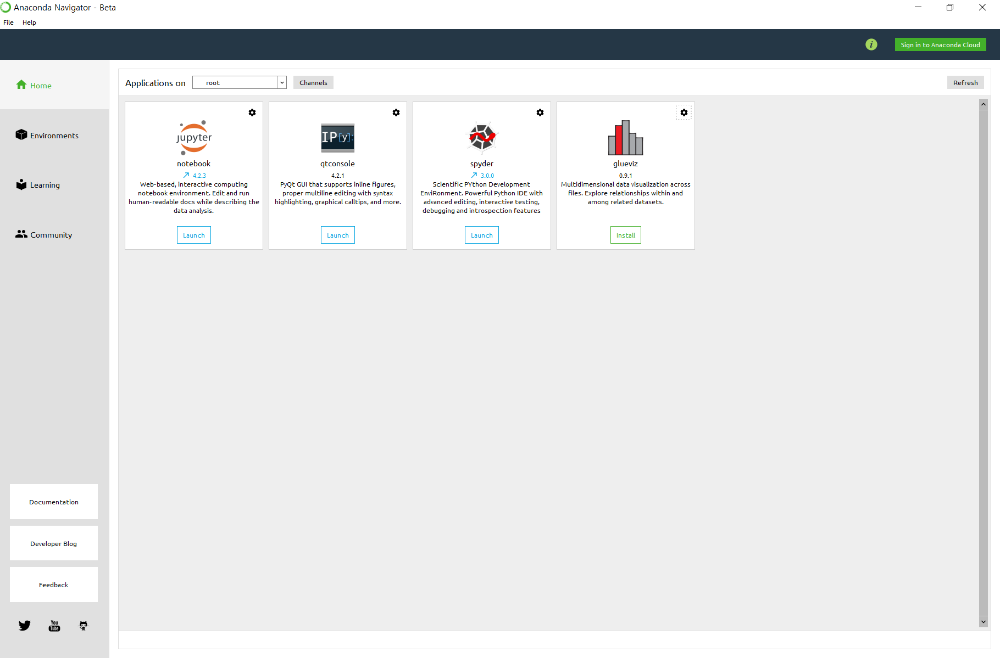 Anaconda Navigator - Beta
File Help
i Sign in to Anaconda Cloud
Home
Environments
Learning
Community
Applications on root Channels Refresh
jupyter
notebook
4.2.3
Web-based, interactive computing
notebook environment. Edit and run
human-readable docs while describing the
data analysis.
Launch
IP[y]:
qtconsole
4.2.1
PyQt GUI that supports inline figures,
proper multiline editing with syntax
highlighting, graphical calltips, and more.
Launch
spyder
3.0.0
Scientific PYthon Development
EnviRonment. Powerful Python IDE with
advanced editing, interactive testing,
debugging and introspection features
Launch
glueviz
0.9.1
Multidimensional data visualization across
files. Explore relationships within and
among related datasets.
Install
Documentation
Developer Blog
Feedback
You
Tube